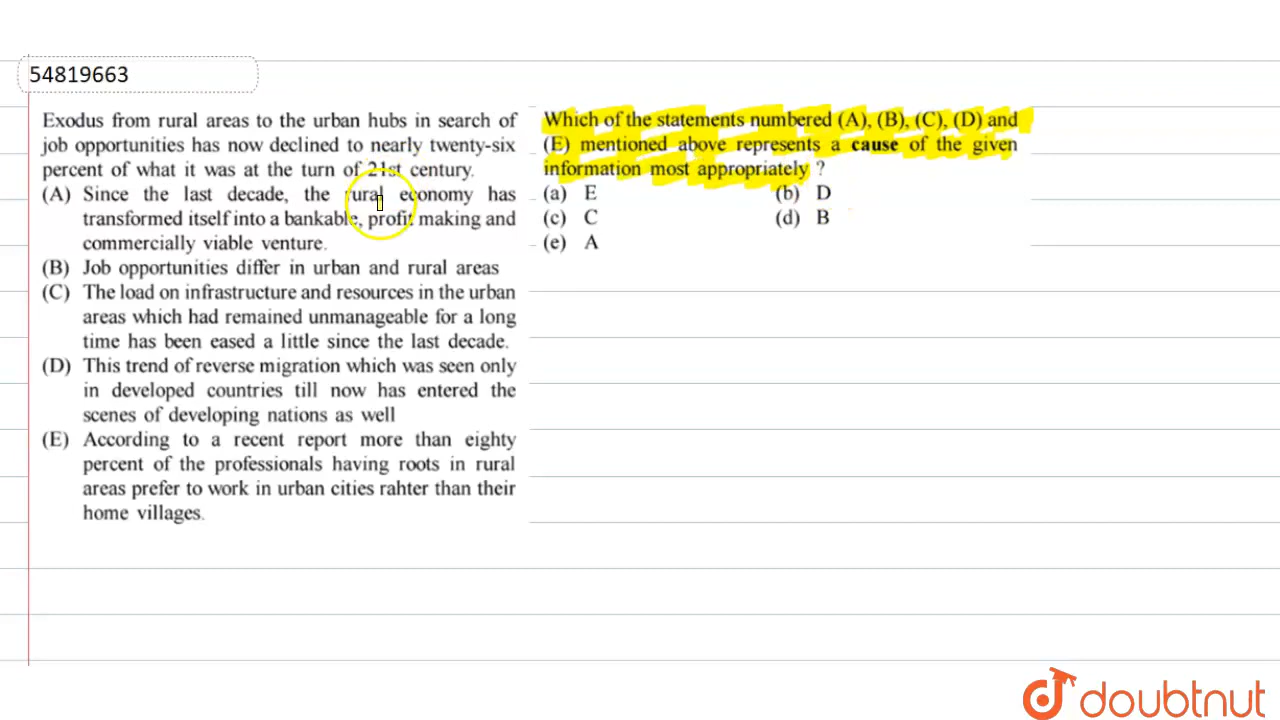 54819663
Exodus from rural areas to the urban hubs in search of
job opportunities has now declined to nearly twenty-six
percent of what it was at the turn of 21st century.
(A) Since the last decade, the rural economy has
transformed itself into a bankable, profit making and
commercially viable venture.
(B) Job opportunities differ in urban and rural areas
(C) The load on infrastructure and resources in the urban
areas which had remained unmanageable for a long
time has been eased a little since the last decade.
(D) This trend of reverse migration which was seen only
in developed countries till now has entered the
scenes of developing nations as well
(E) According to a recent report more than eighty
percent of the professionals having roots in rural
areas prefer to work in urban cities rahter than their
home villages.
Which of the statements numbered (A), (B), (C), (D) and
(E) mentioned above represents a cause of the given
information most appropriately ?
(a) E (b) D
(c) C (d) B
(e) A
doubtnut